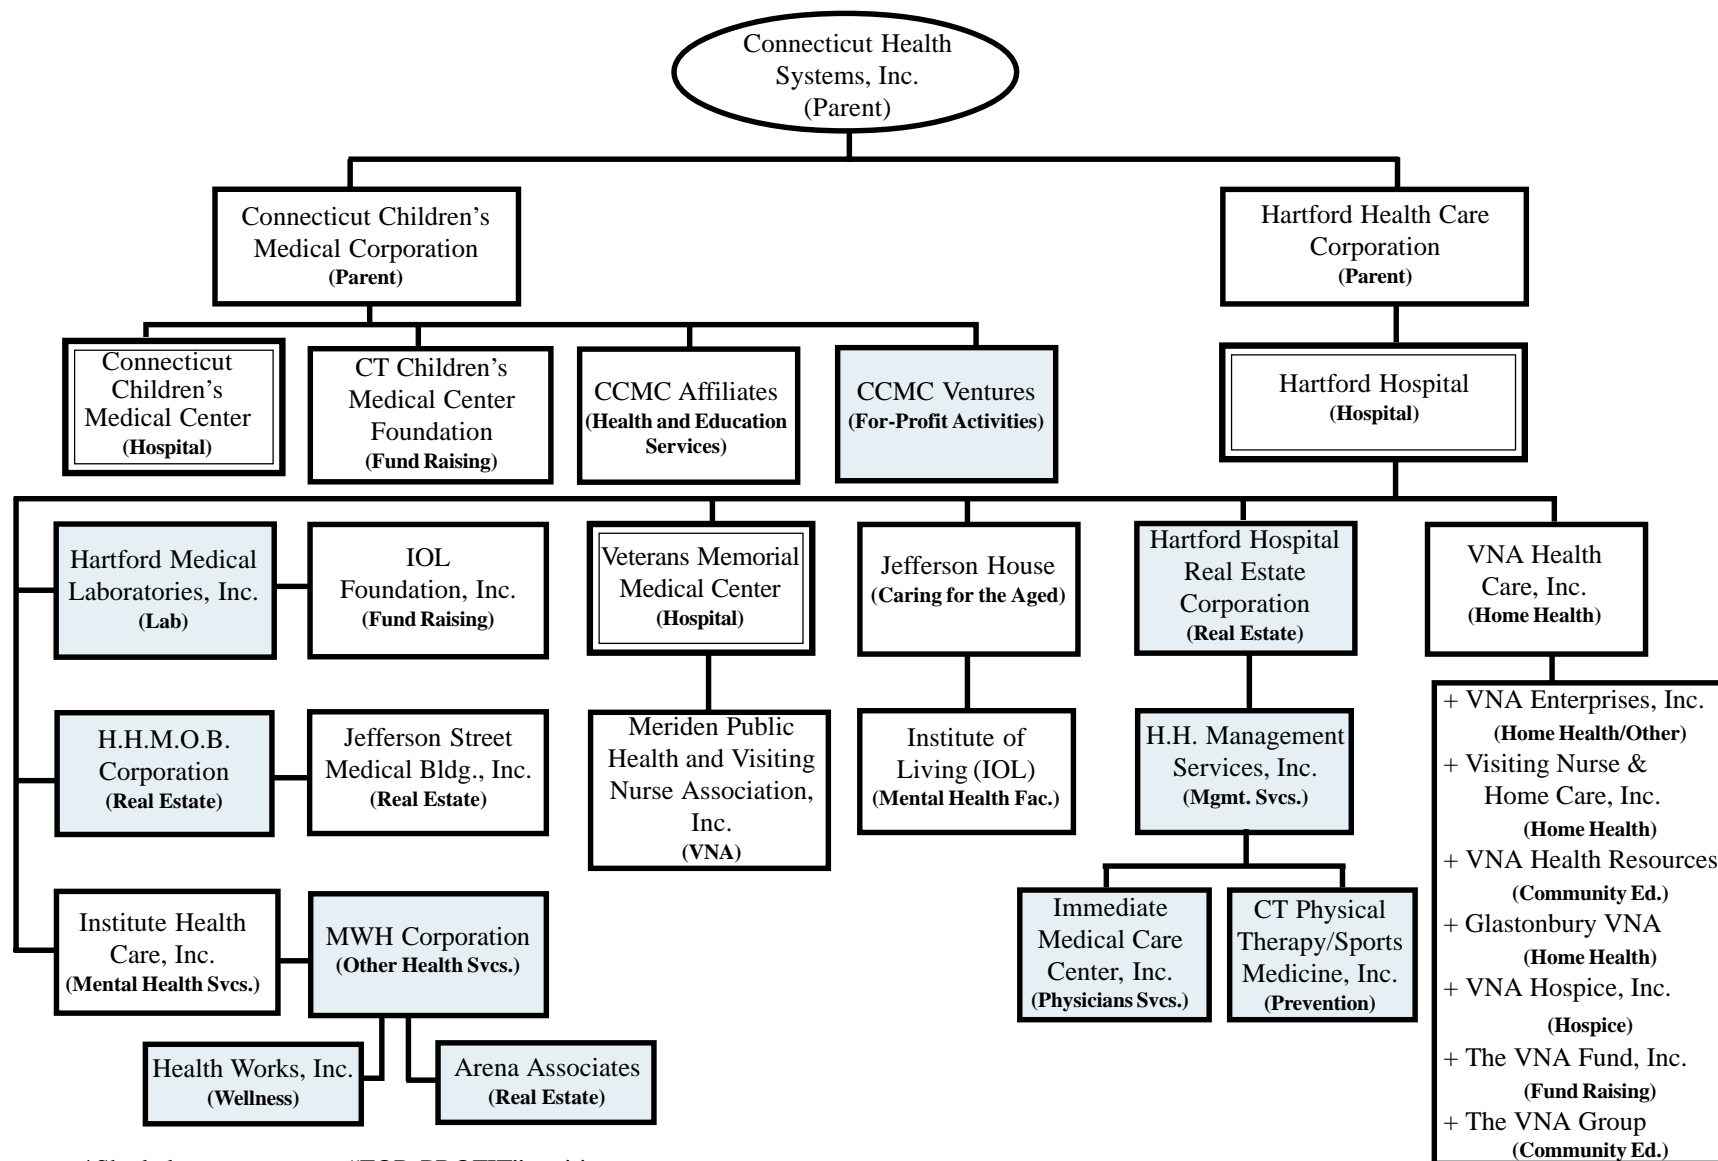 Connecticut Health
Systems, Inc.
(Parent)
Connecticut Children's
Medical Corporation
(Parent)
Hartford Health Care
Corporation
(Parent)
Connecticut
Children's
Medical Center
(Hospital)
CT Children's
Medical Center
Foundation
(Fund Raising)
CCMC Affiliates
(Health and Education
Services)
CCMC Ventures
(For-Profit Activities)
Hartford Hospital
(Hospital)
Hartford Medical
Laboratories, Inc.
(Lab)
IOL
Foundation, Inc.
(Fund Raising)
Veterans Memorial
Medical Center
(Hospital)
Jefferson House
(Caring for the Aged)
Hartford Hospital
Real Estate
Corporation
(Real Estate)
VNA Health
Care, Inc.
(Home Health)
H.H.M.O.B.
Corporation
(Real Estate)
Jefferson Street
Medical Bldg., Inc.
(Real Estate)
Meriden Public
Health and Visiting
Nurse Association,
Inc.
(VNA)
Institute of
Living (IOL)
(Mental Health Fac.)
H.H. Management
Services, Inc.
(Mgmt. Svcs.)
+ VNA Enterprises, Inc.
(Home Health/Other)
+ Visiting Nurse &
Home Care, Inc.
(Home Health)
+ VNA Health Resources
(Community Ed.)
+ Glastonbury VNA
(Home Health)
+ VNA Hospice, Inc.
(Hospice)
+ The VNA Fund, Inc.
(Fund Raising)
+ The VNA Group
(Community Ed.)
Institute Health
Care, Inc.
(Mental Health Svcs.)
MWH Corporation
(Other Health Svcs.)
Immediate
Medical Care
Center, Inc.
(Physicians Svcs.)
CT Physical
Therapy/Sports
Medicine, Inc.
(Prevention)
Health Works, Inc.
(Wellness)
Arena Associates
(Real Estate)